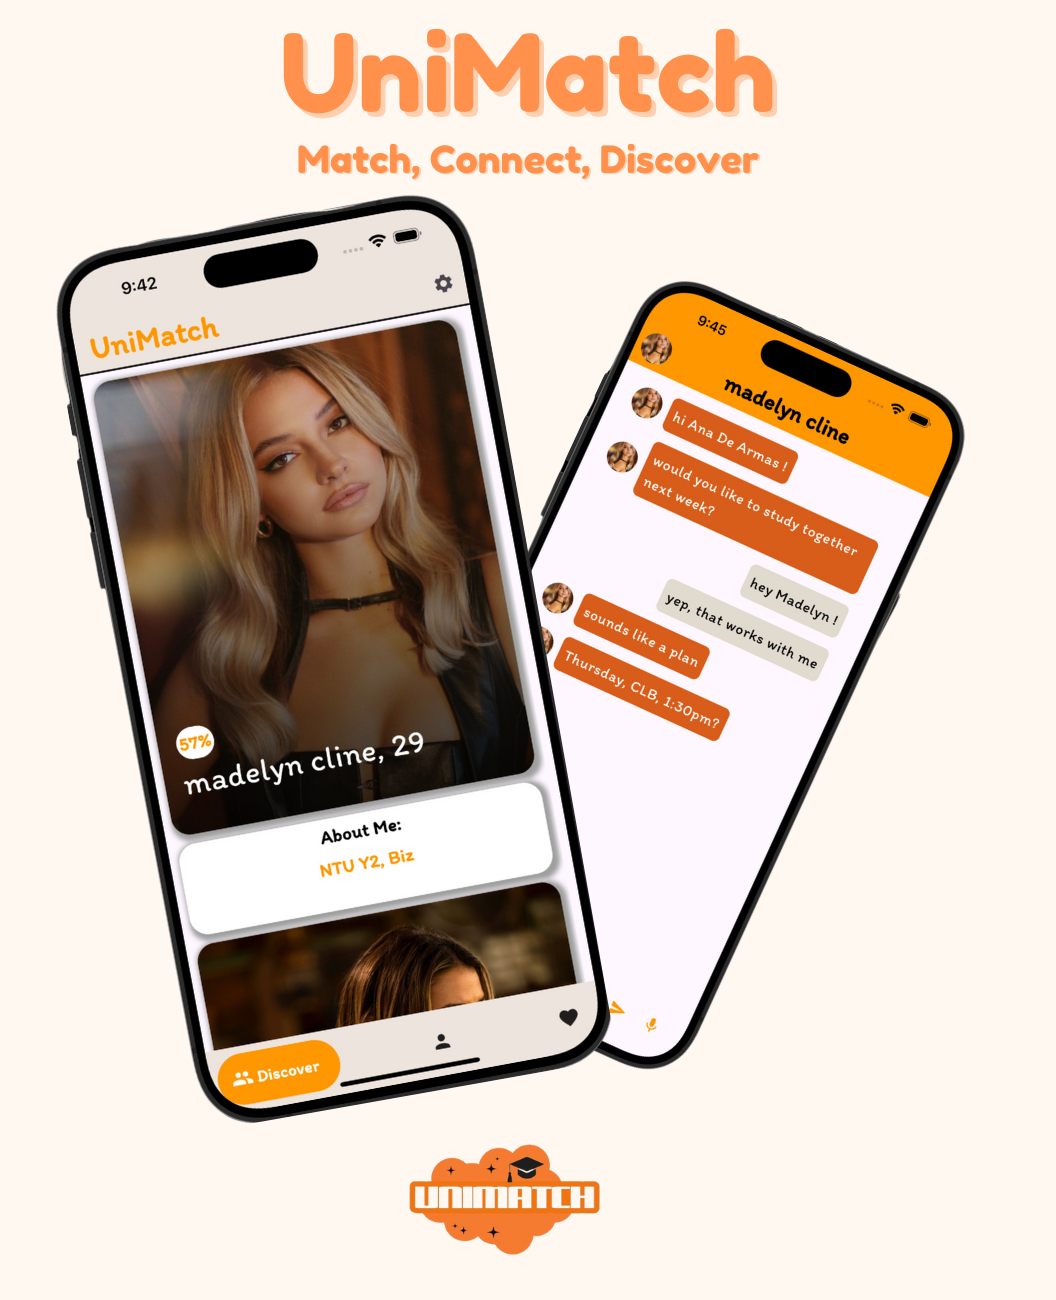 UniMatch
Match, Connect, Discover
9:42
UniMatch
57%
madelyn cline, 29
About Me:
NTU Y2, Biz
Discover
9:45
madelyn cline
hi Ana De Armas !
would you like to study together
next week?
hey Madelyn !
yep, that works with me
sounds like a plan
Thursday, CLB, 1:30pm?
UNIMATCH